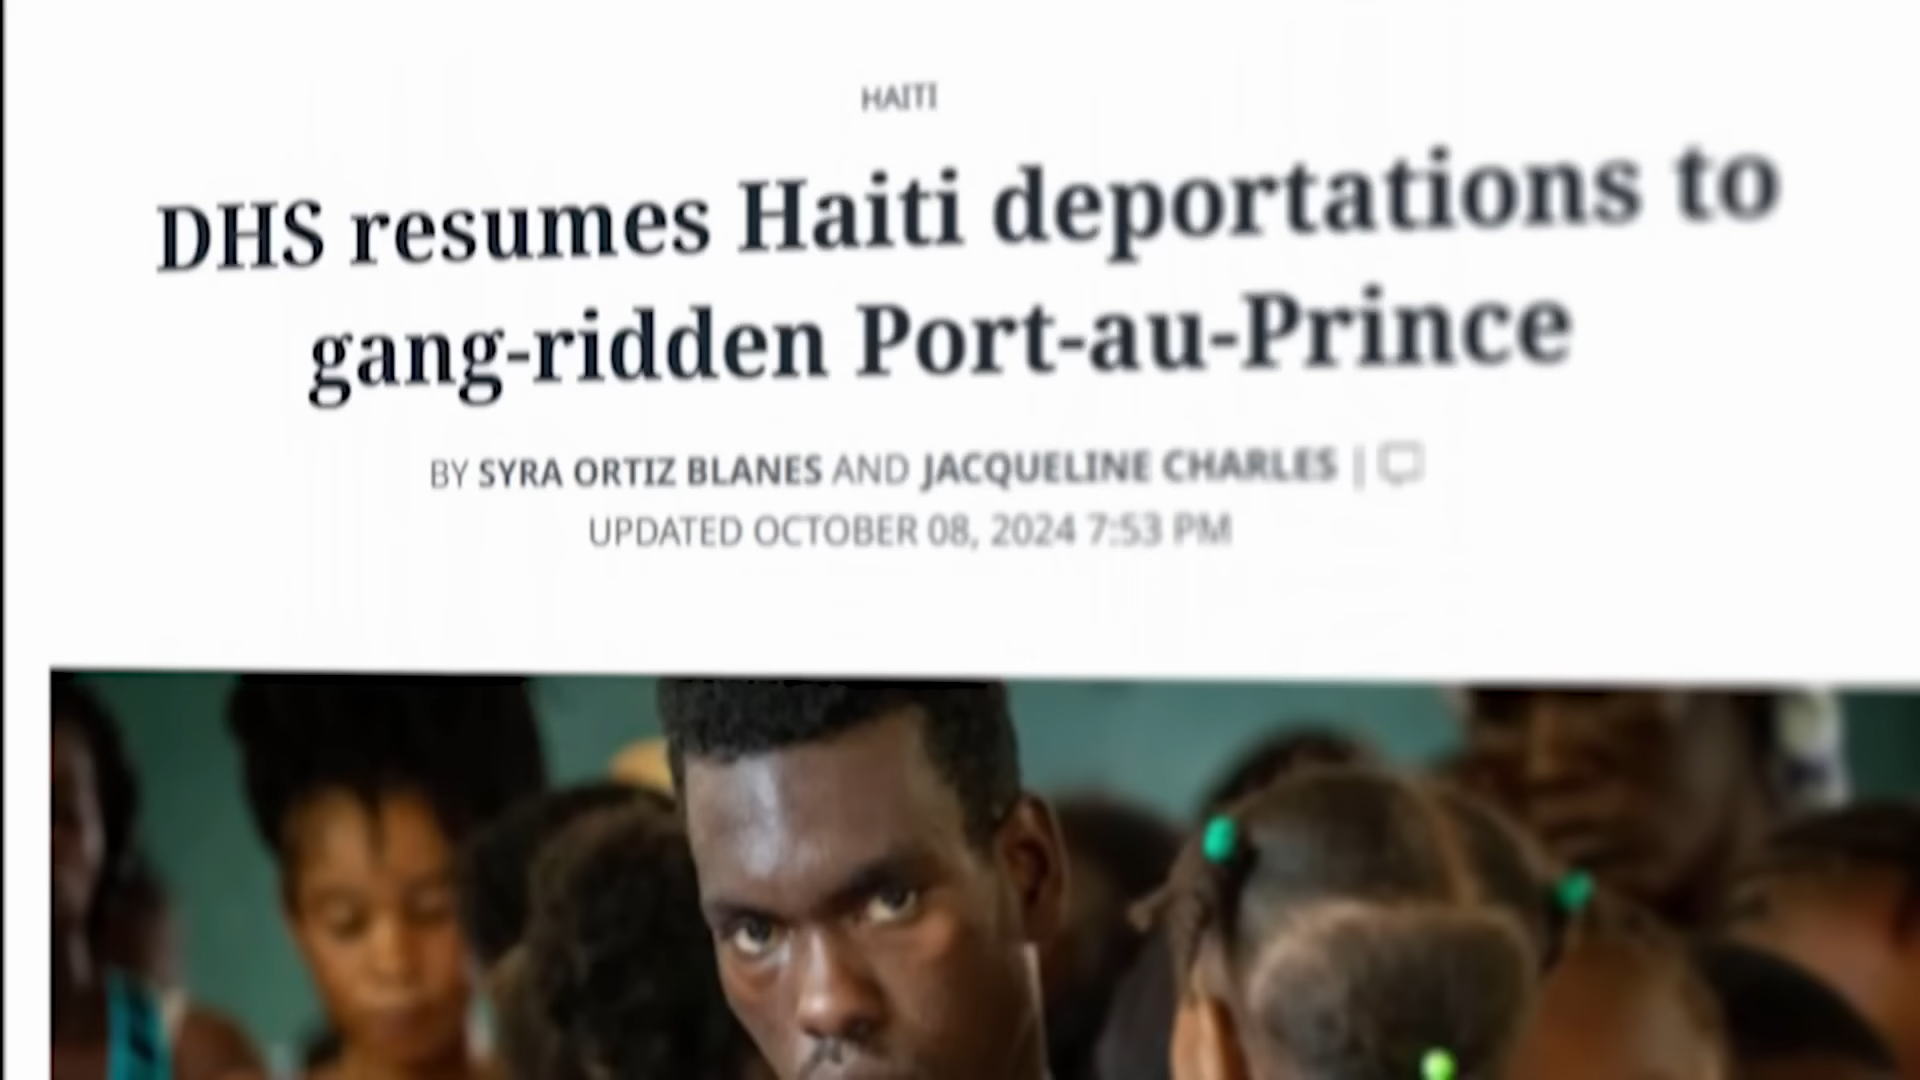 HAITI
DHS resumes Haiti deportations to
gang-ridden Port-au-Prince
BY SYRA ORTIZ BLANES AND JACQUELINE CHARLES |
UPDATED OCTOBER 08, 2024 7:53 PM